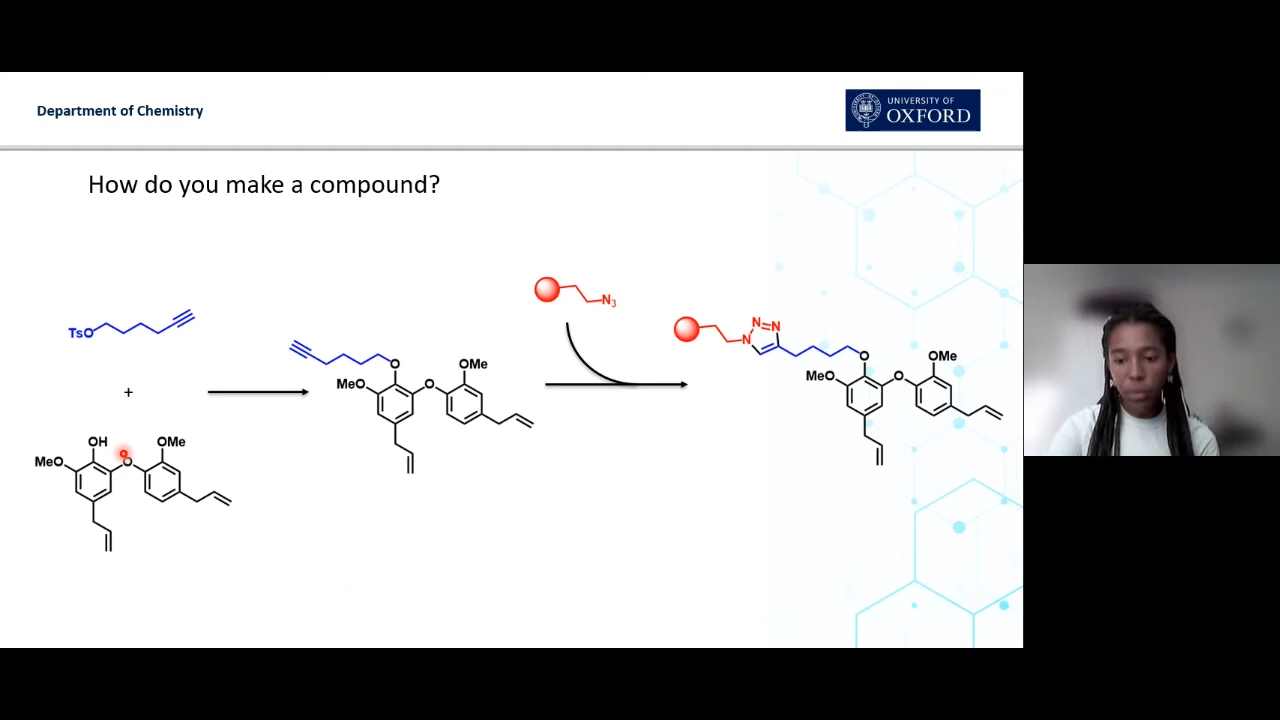 Department of Chemistry
UNIVERSITY OF
OXFORD
How do you make a compound?
N3
TsO
O
OMe
MeO
O
N
N
N
O
OMe
MeO
O
+
OH
OMe
MeO
O